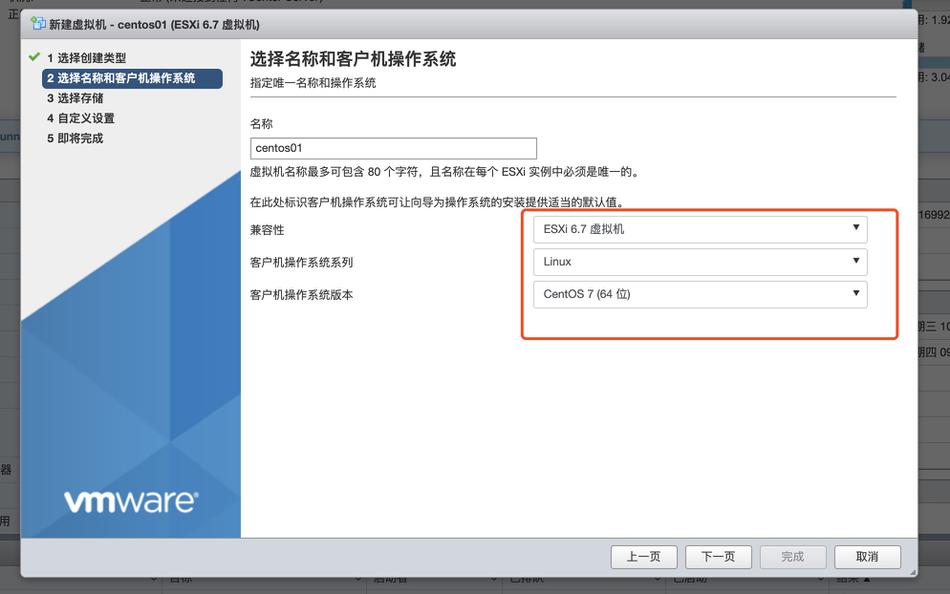 新建虚拟机 - centos01 (ESXi 6.7 虚拟机)
1 选择创建类型
2 选择名称和客户机操作系统
3 选择存储
4 自定义设置
5 即将完成
选择名称和客户机操作系统
指定唯一名称和操作系统
名称
centos01
虚拟机名称最多可包含 80 个字符，且名称在每个 ESXi 实例中必须是唯一的。
在此处标识客户机操作系统可让向导为操作系统的安装提供适当的默认值。
兼容性
ESXi 6.7 虚拟机
客户机操作系统系列
Linux
客户机操作系统版本
CentOS 7 (64 位)
vmware®
上一页
下一页
完成
取消
16992
器
用